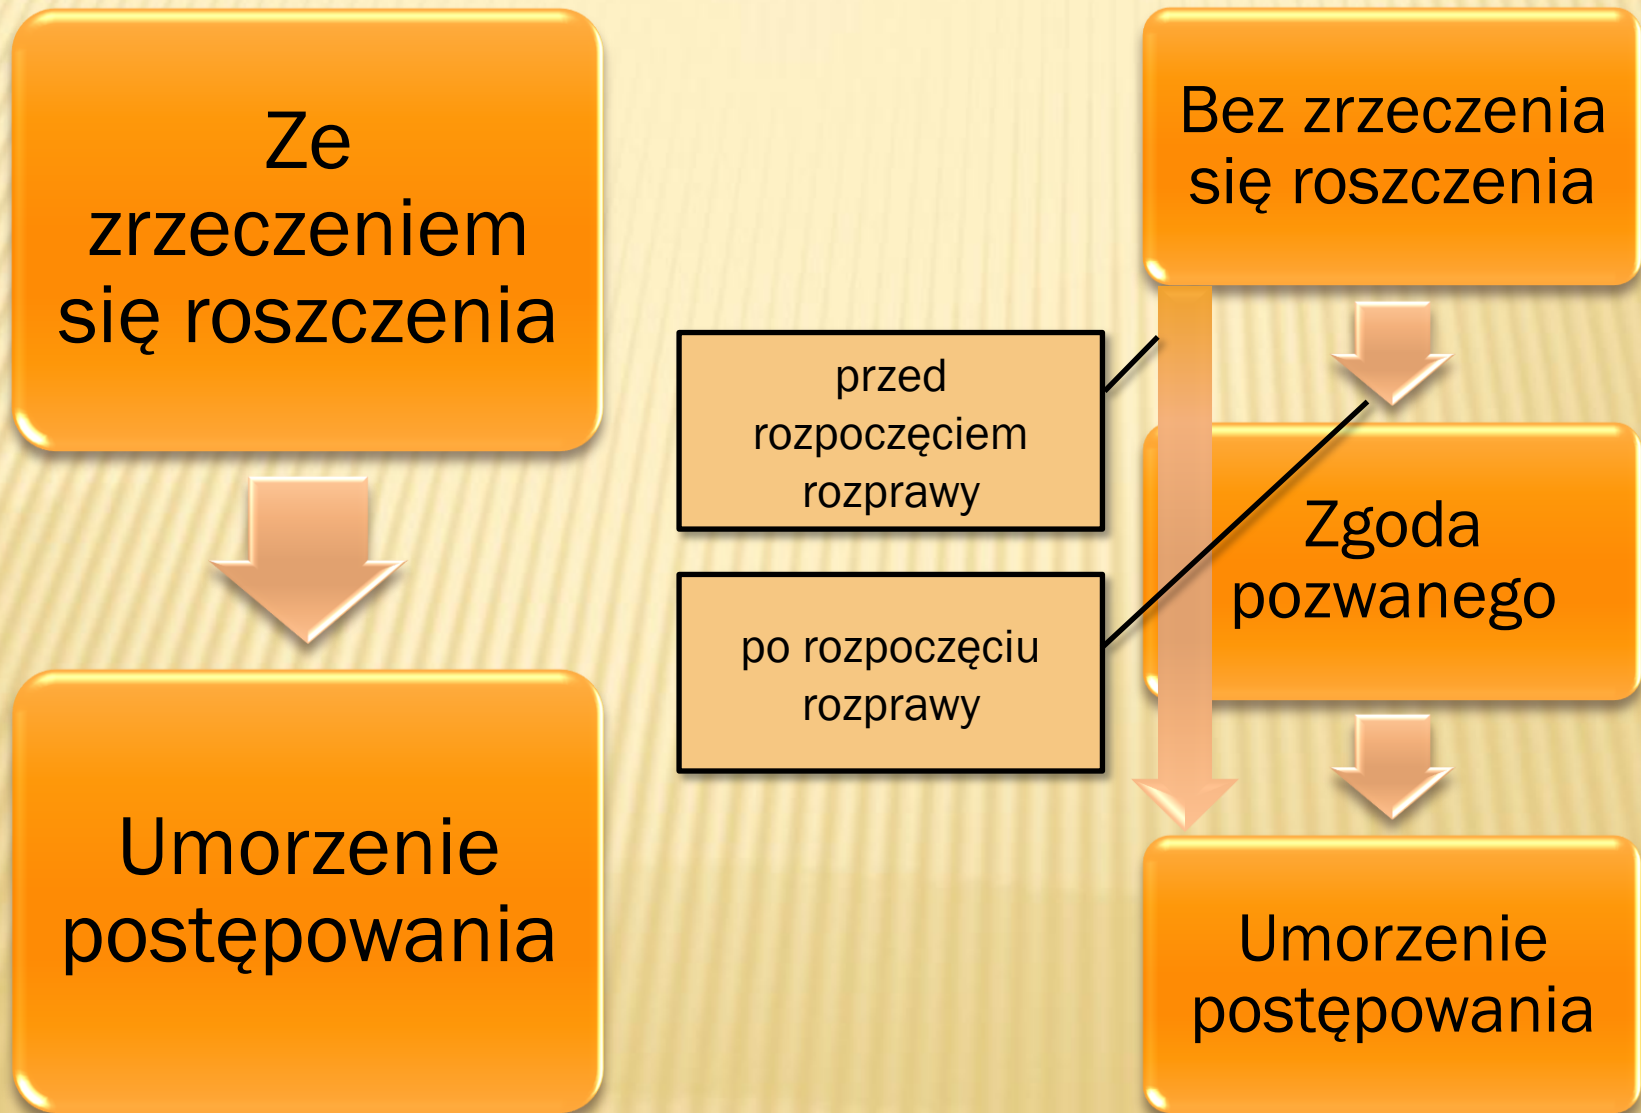 Ze
zrzeczeniem
się roszczenia
Umorzenie
postępowania
przed
rozpoczęciem
rozprawy
po rozpoczęciu
rozprawy
Bez zrzeczenia
się roszczenia
Zgoda
pozwanego
Umorzenie
postępowania